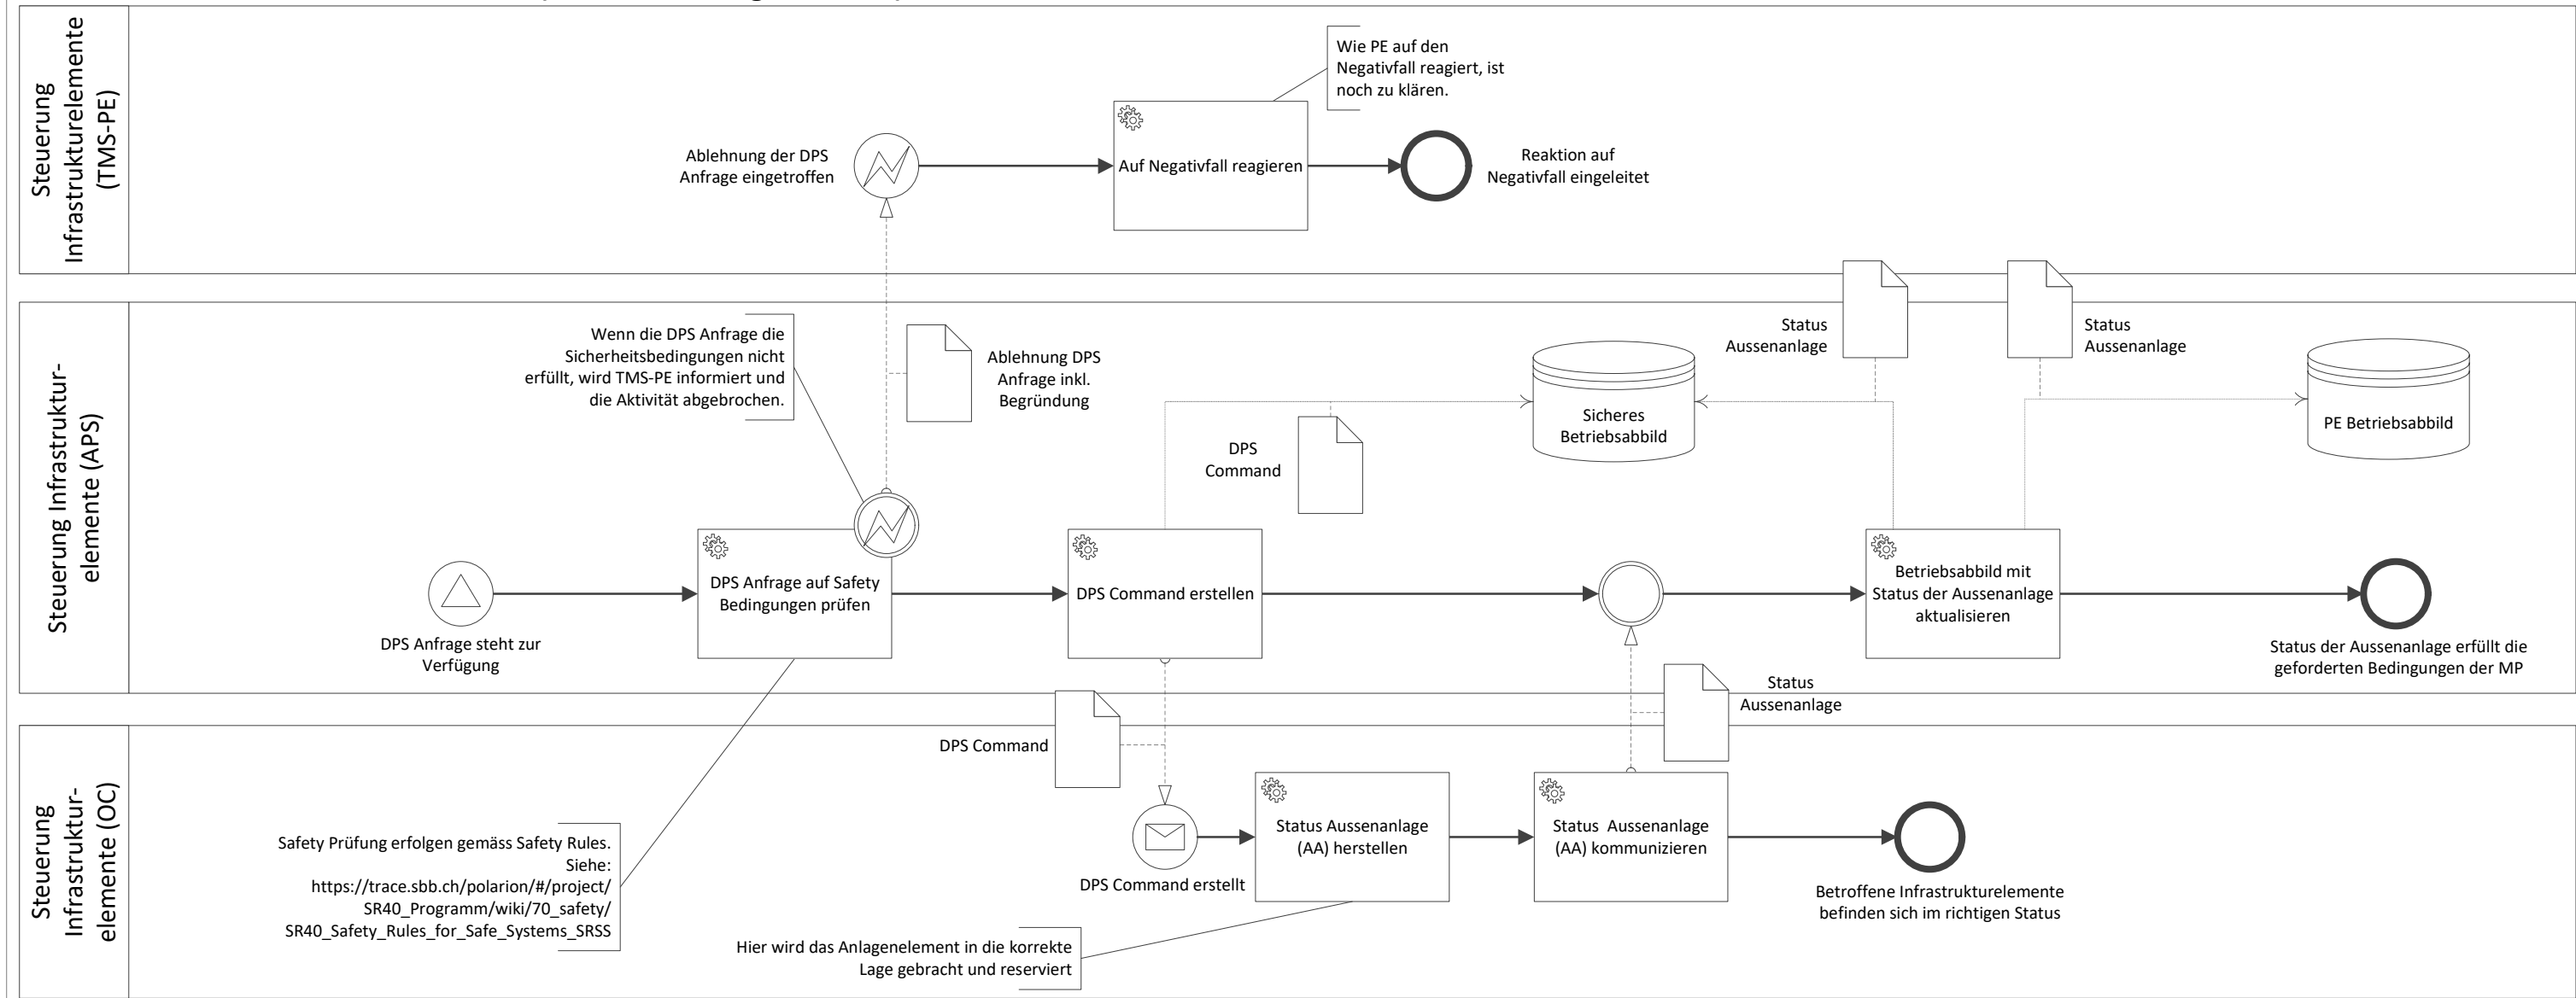 Steuerung
Infrastrukturelemente
(TMS-PE)
Wie PE auf den
Negativfall reagiert, ist
noch zu klären.
Ablehnung der DPS
Anfrage eingetroffen
Auf Negativfall reagieren
Reaktion auf
Negativfall eingeleitet
Steuerung Infrastruktur-
elemente (APS)
Wenn die DPS Anfrage die
Sicherheitsbedingungen nicht
erfüllt, wird TMS-PE informiert und
die Aktivität abgebrochen.
Ablehnung DPS
Anfrage inkl.
Begründung
DPS
Command
Sicheres
Betriebsabbild
Status
Aussenanlage
Status
Aussenanlage
PE Betriebsabbild
DPS Anfrage steht zur
Verfügung
DPS Anfrage auf Safety
Bedingungen prüfen
DPS Command erstellen
Betriebsabbild mit
Status der Aussenanlage
aktualisieren
Status der Aussenanlage erfüllt die
geforderten Bedingungen der MP
Status
Aussenanlage
Steuerung
Infrastruktur-
elemente (OC)
DPS Command
Safety Prüfung erfolgen gemäss Safety Rules.
Siehe:
https://trace.sbb.ch/polarion/#/project/
SR40_Programm/wiki/70_safety/
SR40_Safety_Rules_for_Safe_Systems_SRSS
DPS Command erstellt
Status Aussenanlage
(AA) herstellen
Status  Aussenanlage
(AA) kommunizieren
Betroffene Infrastrukturelemente
befinden sich im richtigen Status
Hier wird das Anlagenelement in die korrekte
Lage gebracht und reserviert